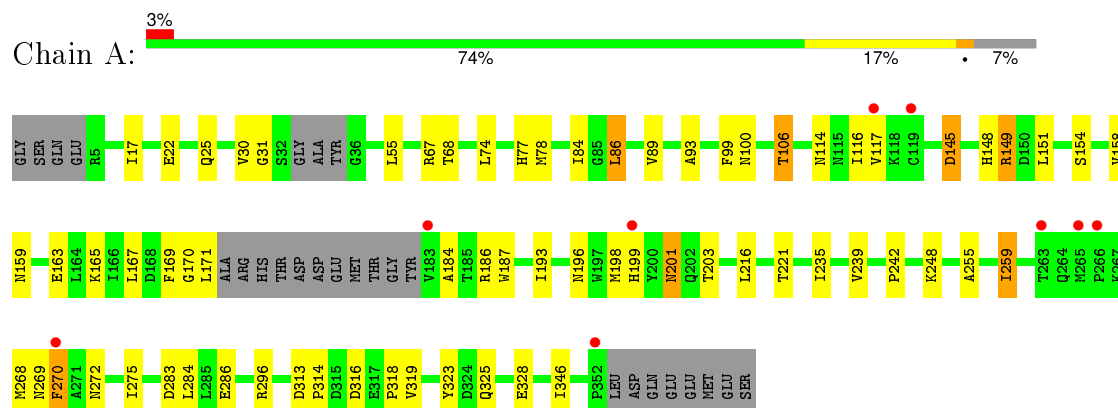 3%
Chain A:
74% 17% • 7%
GLY SER GLN GLU R5 I17 E22 Q25 V30 G31 S32 GLY ALA TYR G36 L55 R67 T68 L74 H77 M78 I84 G85 L86 V89 A93 F99 N100 T106 N114 N115 I116 V117 K118 C119 D145 H148 R149 D150 L151 S154 V158
N159 E163 L164 K165 I166 L167 D168 F169 G170 L171 ALA ARG HIS THR ASP ASP GLU MET THR GLY TYR V183 A184 T185 R186 W187 I193 N196 W197 M198 H199 Y200 N201 Q202 T203 L216 T221 I235 V239 P242 K248 A255 I259 T263 Q264 M265 P266 K267
M268 N269 F270 A271 N272 I275 D283 L284 L285 E286 R296 D313 P314 D315 D316 E317 P318 V319 Y323 D324 Q325 E328 I346 P352 LEU ASP GLN GLU GLU MET GLU SER